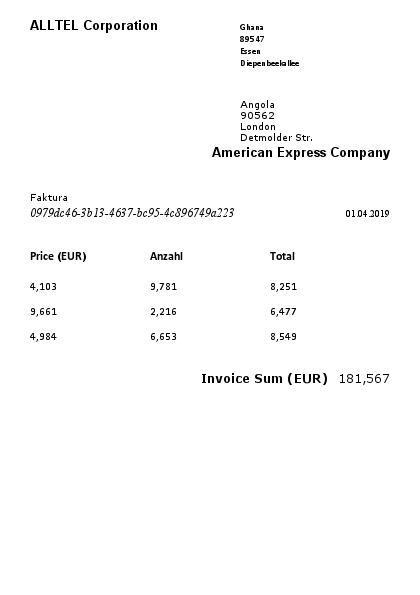 ALLTEL Corporation
Ghana
89547
Essen
Diepenbeekallee
Angola
90562
London
Detmolder Str.
American Express Company
Faktura
0979dc46-3b13-4637-bc95-4c896749a223
01.04.2019
Price (EUR) Anzahl Total
4,103 9,781 8,251
9,661 2,216 6,477
4,984 6,653 8,549
Invoice Sum (EUR) 181,567